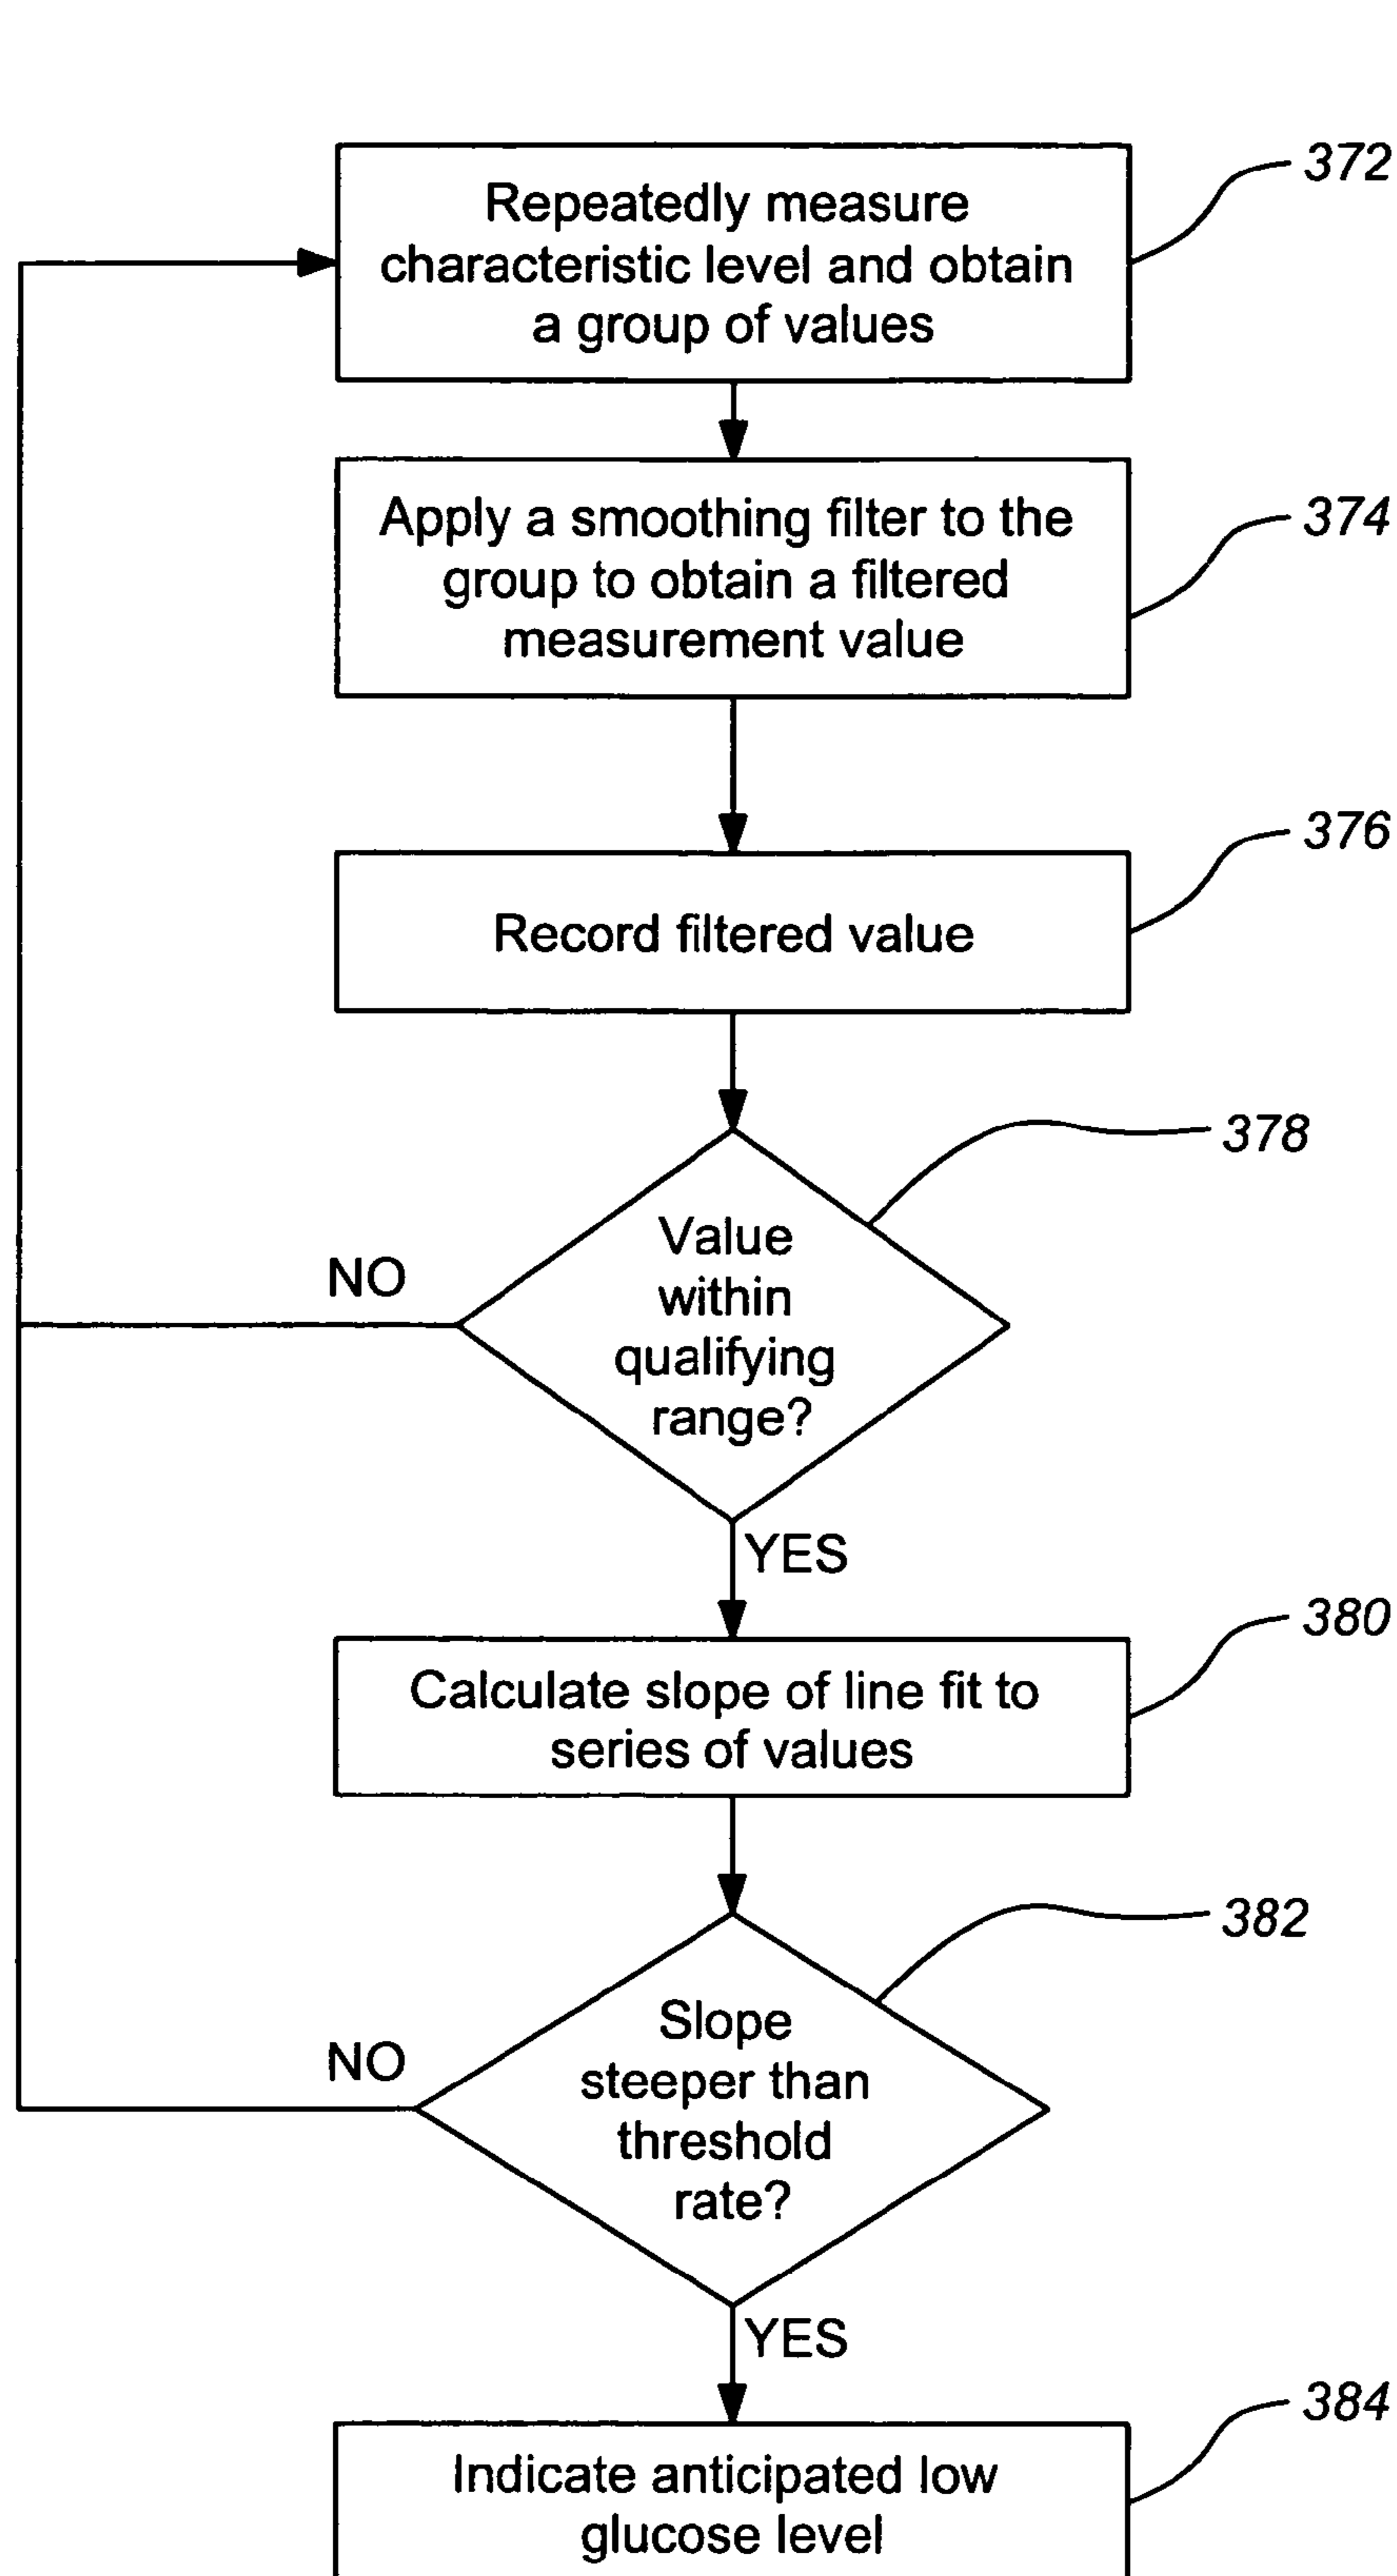 Repeatedly measure
characteristic level and obtain
a group of values
372
Apply a smoothing filter to the
group to obtain a filtered
measurement value
374
Record filtered value
376
Value
within
qualifying
range?
378
NO
YES
Calculate slope of line fit to
series of values
380
Slope
steeper than
threshold
rate?
382
NO
YES
Indicate anticipated low
glucose level
384